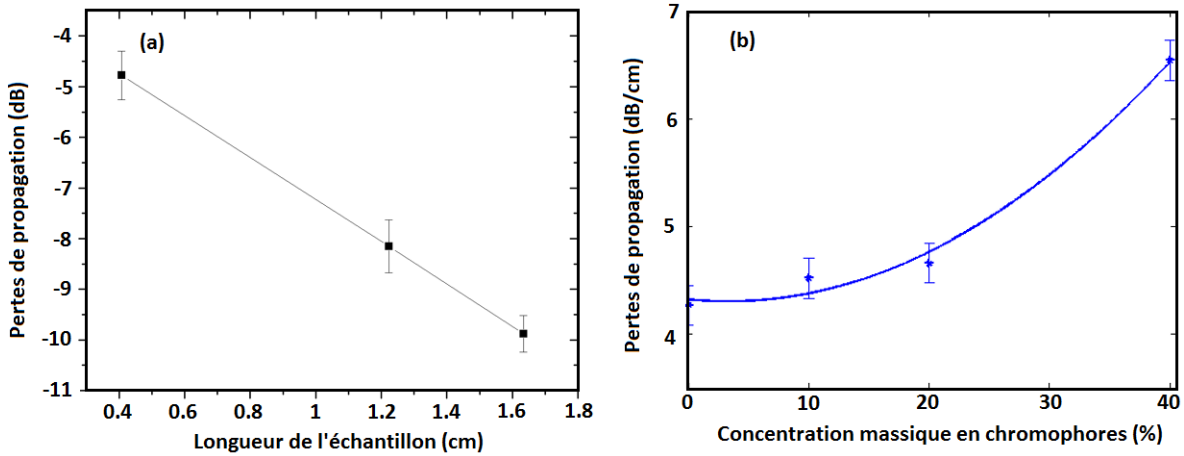 (a)
Pertes de propagation (dB)
-4
-5
-6
-7
-8
-9
-10
-11
0.4 0.6 0.8 1 1.2 1.4 1.6 1.8
Longueur de l'échantillon (cm)
(b)
Pertes de propagation (dB/cm)
7
6
5
4
0 10 20 30 40
Concentration massique en chromophores (%)